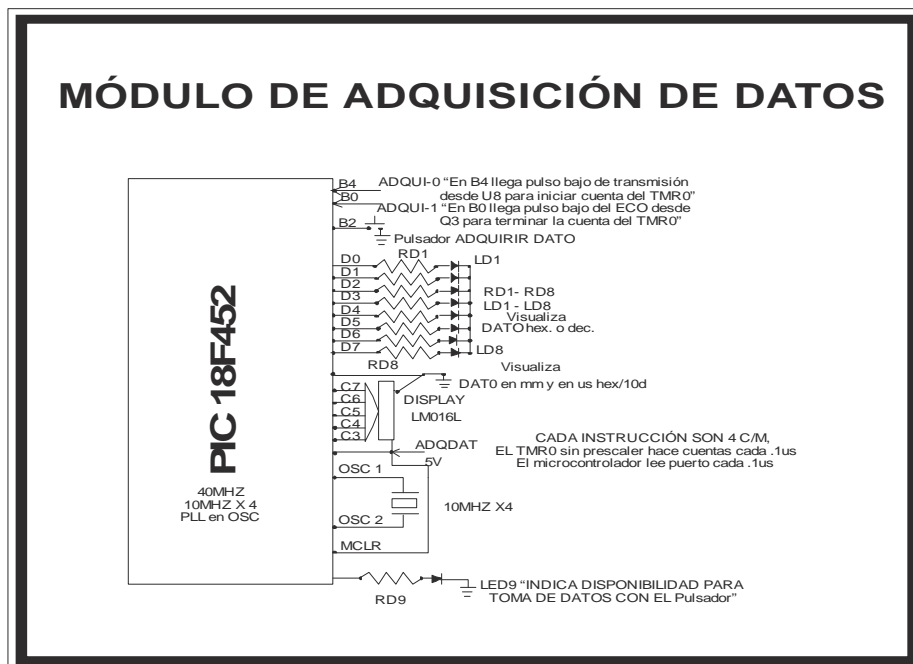 MÓDULO DE ADQUISICIÓN DE DATOS
B4
ADQUI-0 "En B4 llega pulso bajo de transmisión
desde U8 para iniciar cuenta del TMR0"
B0
ADQUI-1 "En B0 llega pulso bajo del ECO desde
Q3 para terminar la cuenta del TMR0"
B2
Pulsador ADQUIRIR DATO
D0
RD1
LD1
D1
D2
RD1- RD8
D3
LD1 - LD8
D4
Visualiza
D5
DATO hex. o dec.
D6
D7
LD8
RD8
Visualiza
DAT0 en mm y en us hex/10d
C7
C6
DISPLAY
C5
LM016L
C4
C3
ADQDAT
5V
CADA INSTRUCCIÓN SON 4 C/M,
EL TMR0 sin prescaler hace cuentas cada .1us
El microcontrolador lee puerto cada .1us
PIC 18F452
40MHZ
10MHZ X 4
PLL en OSC
OSC 1
10MHZ X4
OSC 2
MCLR
RD9
LED9 "INDICA DISPONIBILIDAD PARA
TOMA DE DATOS CON EL Pulsador"